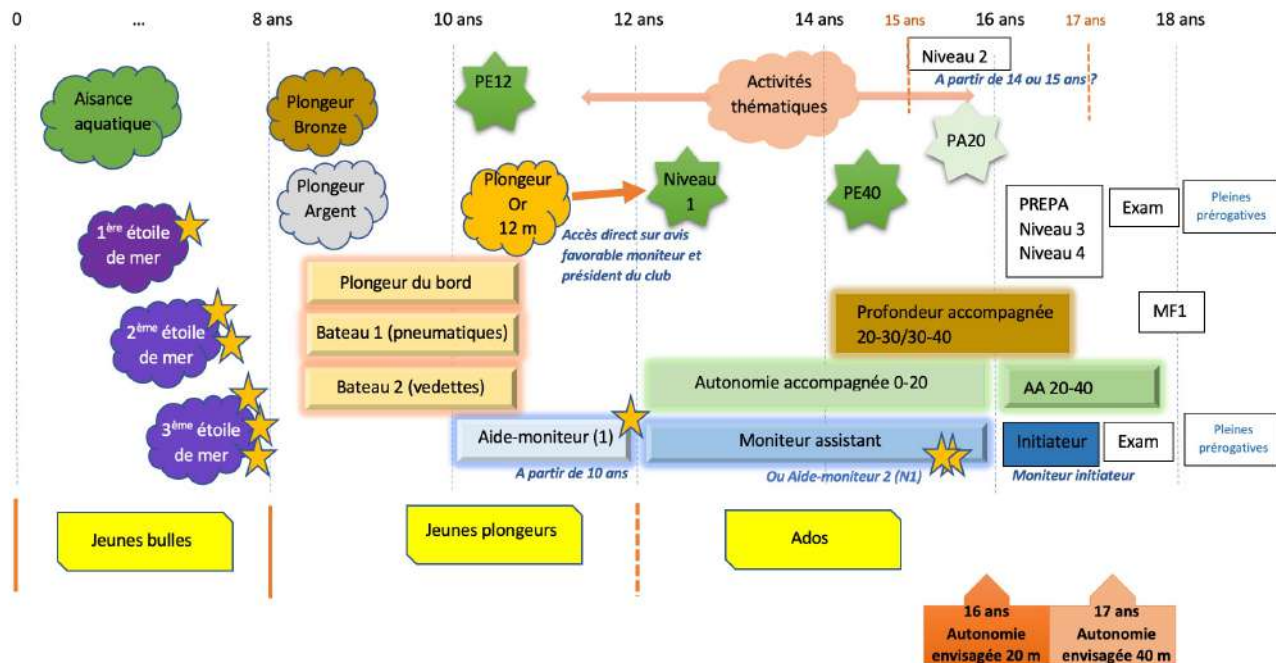 0
...
8 ans
10 ans
12 ans
14 ans
15 ans
16 ans
17 ans
18 ans
Aisance
aquatique
Plongeur
Bronze
PE12
Activités
thématiques
Niveau 2
A partir de 14 ou 15 ans ?
PA20
Plongeur
Argent
Plongeur
Or
12 m
Niveau
1
PE40
PREPA
Niveau 3
Niveau 4
Exam
Pleines
prérogatives
1ère étoile
de mer
Accès direct sur avis
favorable moniteur et
président du club
Plongeur du bord
Profondeur accompagnée
20-30/30-40
MF1
2ème étoile
de mer
Bateau 1 (pneumatiques)
Bateau 2 (vedettes)
Autonomie accompagnée 0-20
AA 20-40
3ème étoile
de mer
Aide-moniteur (1)
A partir de 10 ans
Moniteur assistant
Ou Aide-moniteur 2 (N1)
Initiateur
Moniteur initiateur
Exam
Pleines
prérogatives
Jeunes bulles
Jeunes plongeurs
Ados
16 ans
Autonomie
envisagée 20 m
17 ans
Autonomie
envisagée 40 m